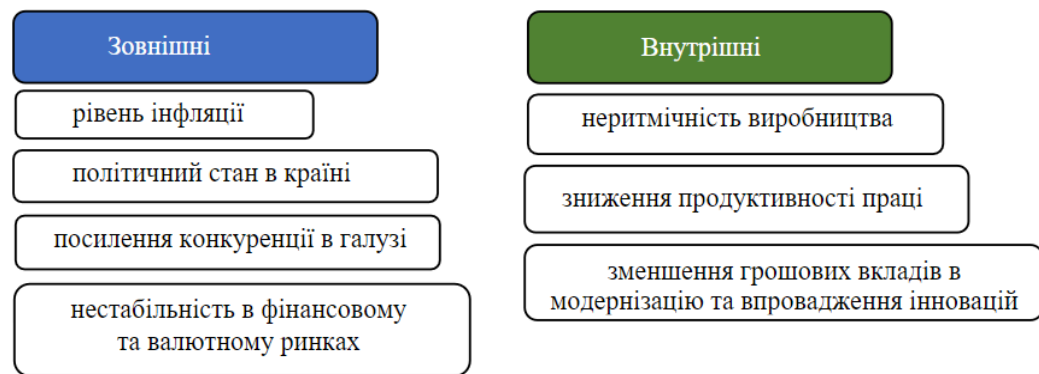 Зовнішні
рівень інфляції
політичний стан в країні
посилення конкуренції в галузі
нестабільність в фінансовому
та валютному ринках
Внутрішні
неритмічність виробництва
зниження продуктивності праці
зменшення грошових вкладів в
модернізацію та впровадження інновацій